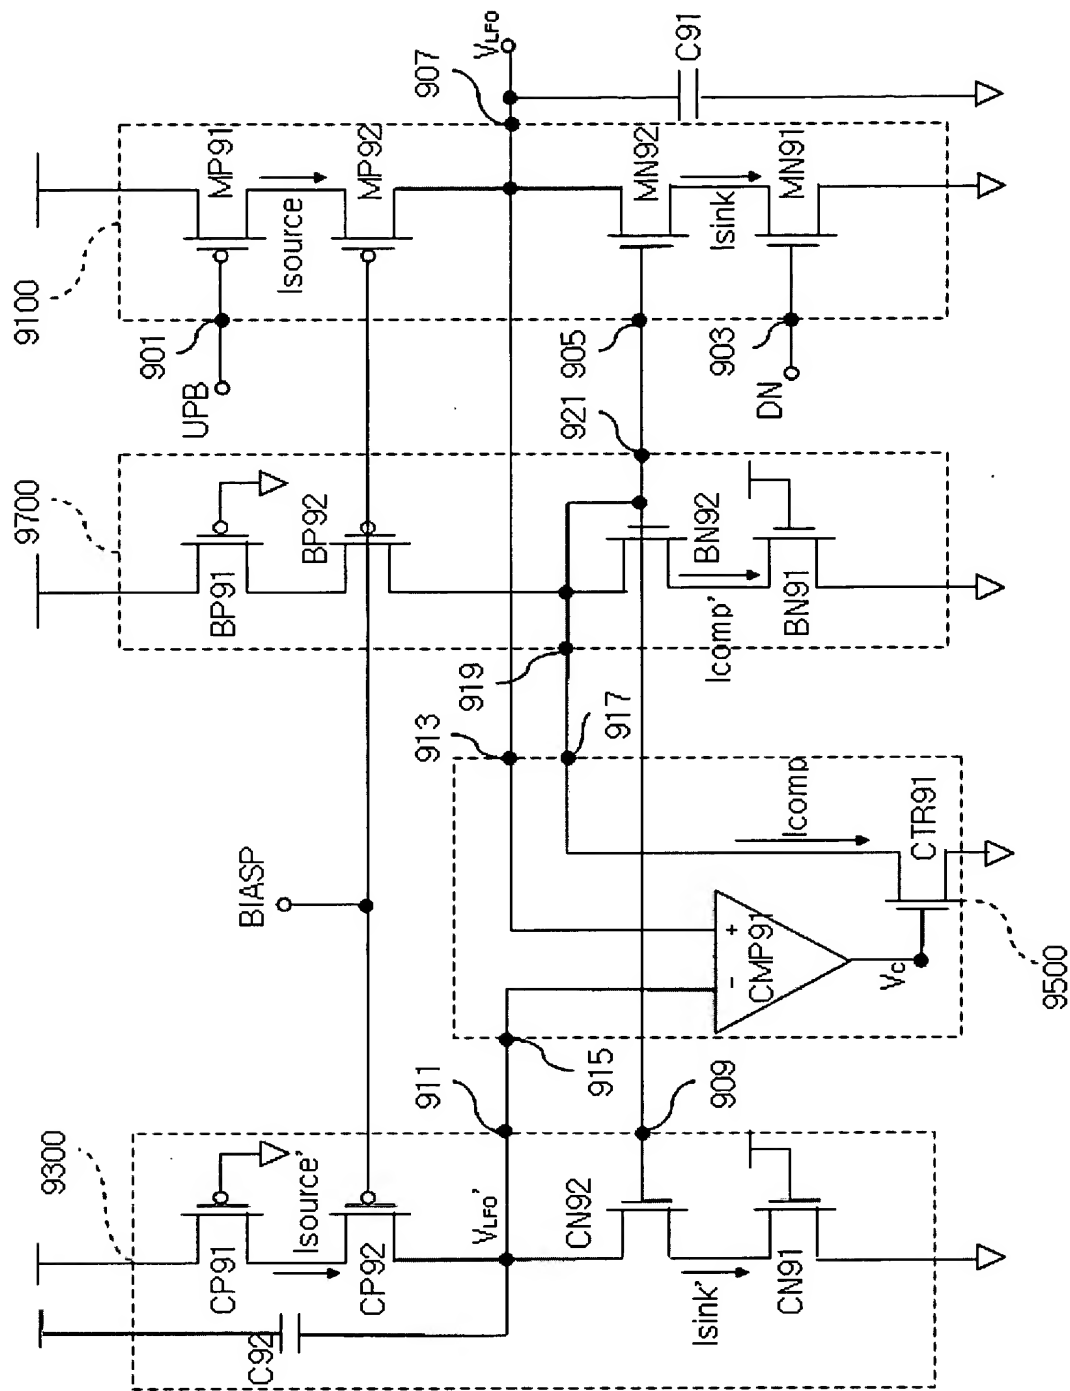 9300
CP91
Isource'
CP92
C92
VLFO'
911
CN92
909
Isink'
CN91
BIASP
915
CMP91
-
+
Vc
CTR91
Icomp
9500
913
917
9700
BP91
BP92
919
921
BN92
Icomp'
BN91
9100
901
UPB
MP91
Isource
MP92
907
VLFO
905
MN92
C91
Isink
903
MN91
DN